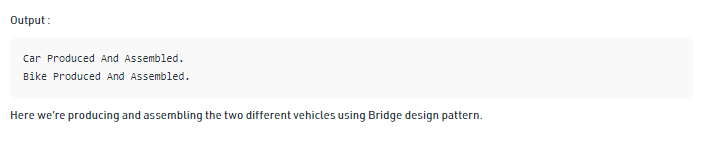 Output :
Car Produced And Assembled.
Bike Produced And Assembled.
Here we're producing and assembling the two different vehicles using Bridge design pattern.